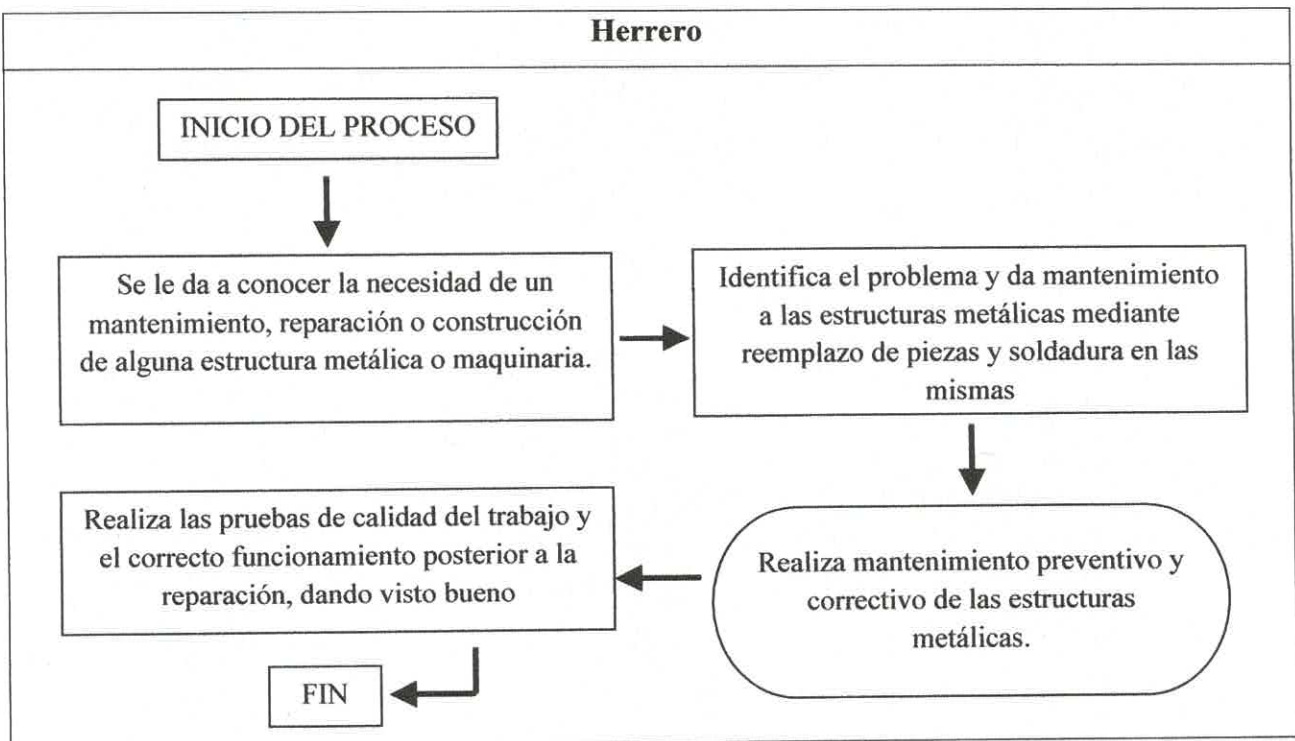 Herrero
INICIO DEL PROCESO
Se le da a conocer la necesidad de un
mantenimiento, reparación o construcción
de alguna estructura metálica o maquinaria.
Identifica el problema y da mantenimiento
a las estructuras metálicas mediante
reemplazo de piezas y soldadura en las
mismas
Realiza mantenimiento preventivo y
correctivo de las estructuras
metálicas.
Realiza las pruebas de calidad del trabajo y
el correcto funcionamiento posterior a la
reparación, dando visto bueno
FIN